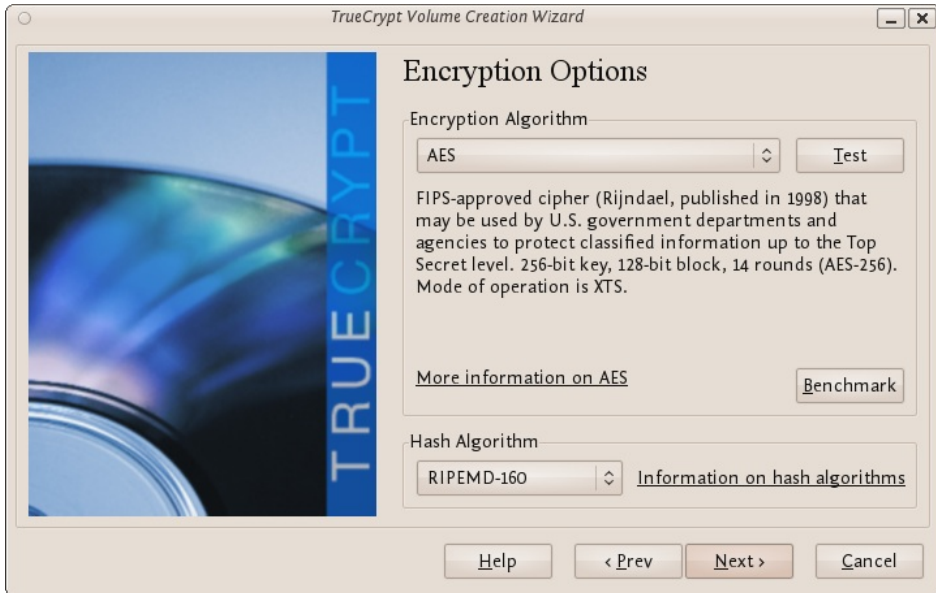 TrueCrypt Volume Creation Wizard
TRUECRYPT
Encryption Options
Encryption Algorithm
AES
Test
FIPS-approved cipher (Rijndael, published in 1998) that
may be used by U.S. government departments and
agencies to protect classified information up to the Top
Secret level. 256-bit key, 128-bit block, 14 rounds (AES-256).
Mode of operation is XTS.
More information on AES
Benchmark
Hash Algorithm
RIPEMD-160
Information on hash algorithms
Help
< Prev
Next >
Cancel